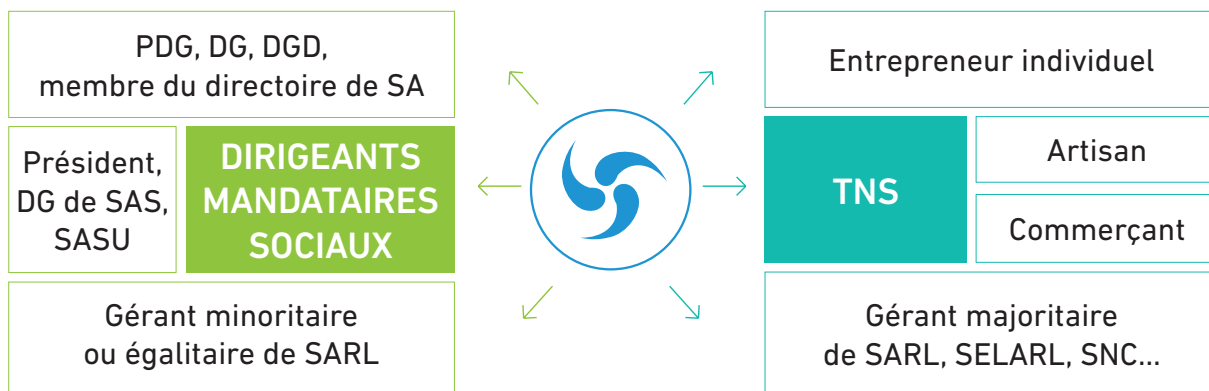 PDG, DG, DGD,
membre du directoire de SA
Président,
DG de SAS,
SASU
DIRIGEANTS
MANDATAIRES
SOCIAUX
Gérant minoritaire
ou égalitaire de SARL
Entrepreneur individuel
TNS
Artisan
Commerçant
Gérant majoritaire
de SARL, SELARL, SNC...